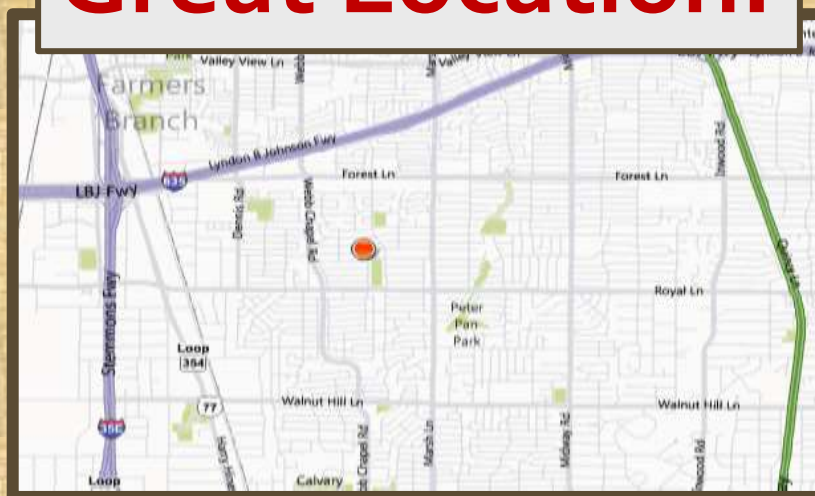 Great Location!
Park
Valley View Ln
Farmers
Branch
Lyndon B Johnson Fwy
Forest Ln
Forest Ln
Inwood Rd
635
LBJ Fwy
Dennis Rd
Webb Chapel Rd
Stemmons Fwy
Royal Ln
Peter
Pan
Park
Loop
354
77
Walnut Hill Ln
Walnut Hill Ln
Marsh Ln
Midway Rd
Loop
Calvary